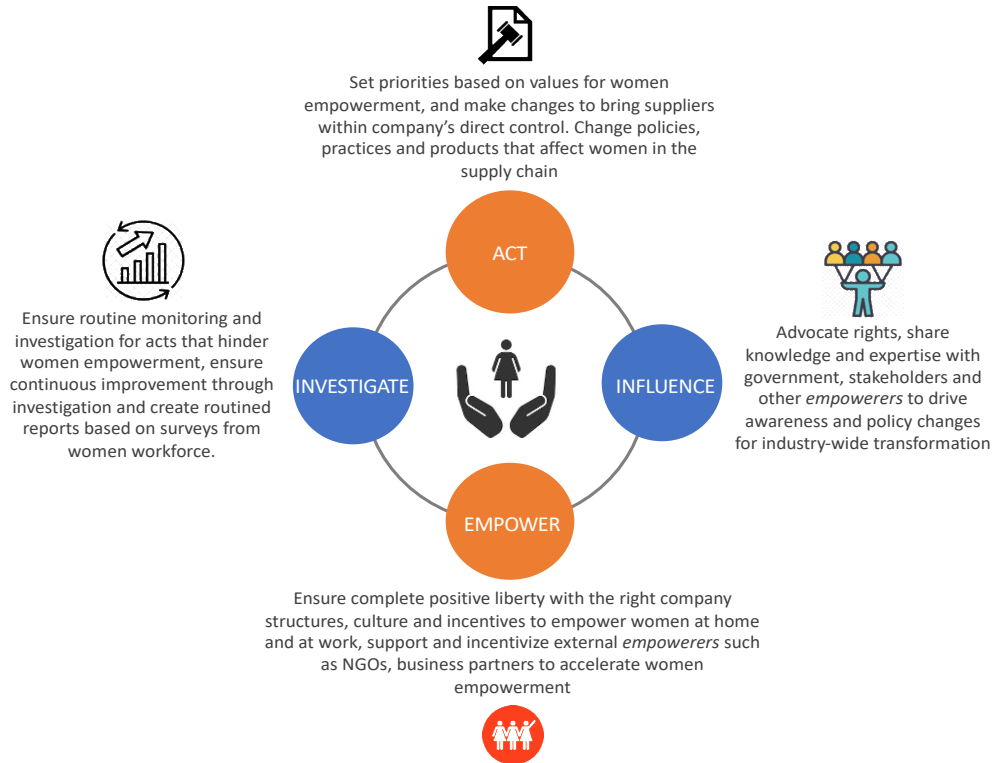 Set priorities based on values for women
empowerment, and make changes to bring suppliers
within company's direct control. Change policies,
practices and products that affect women in the
supply chain
ACT
Ensure routine monitoring and
investigation for acts that hinder
women empowerment, ensure
continuous improvement through
investigation and create routined
reports based on surveys from
women workforce.
INVESTIGATE
INFLUENCE
Advocate rights, share
knowledge and expertise with
government, stakeholders and
other empowerers to drive
awareness and policy changes
for industry-wide transformation
EMPOWER
Ensure complete positive liberty with the right company
structures, culture and incentives to empower women at home
and at work, support and incentivize external empowerers such
as NGOs, business partners to accelerate women
empowerment